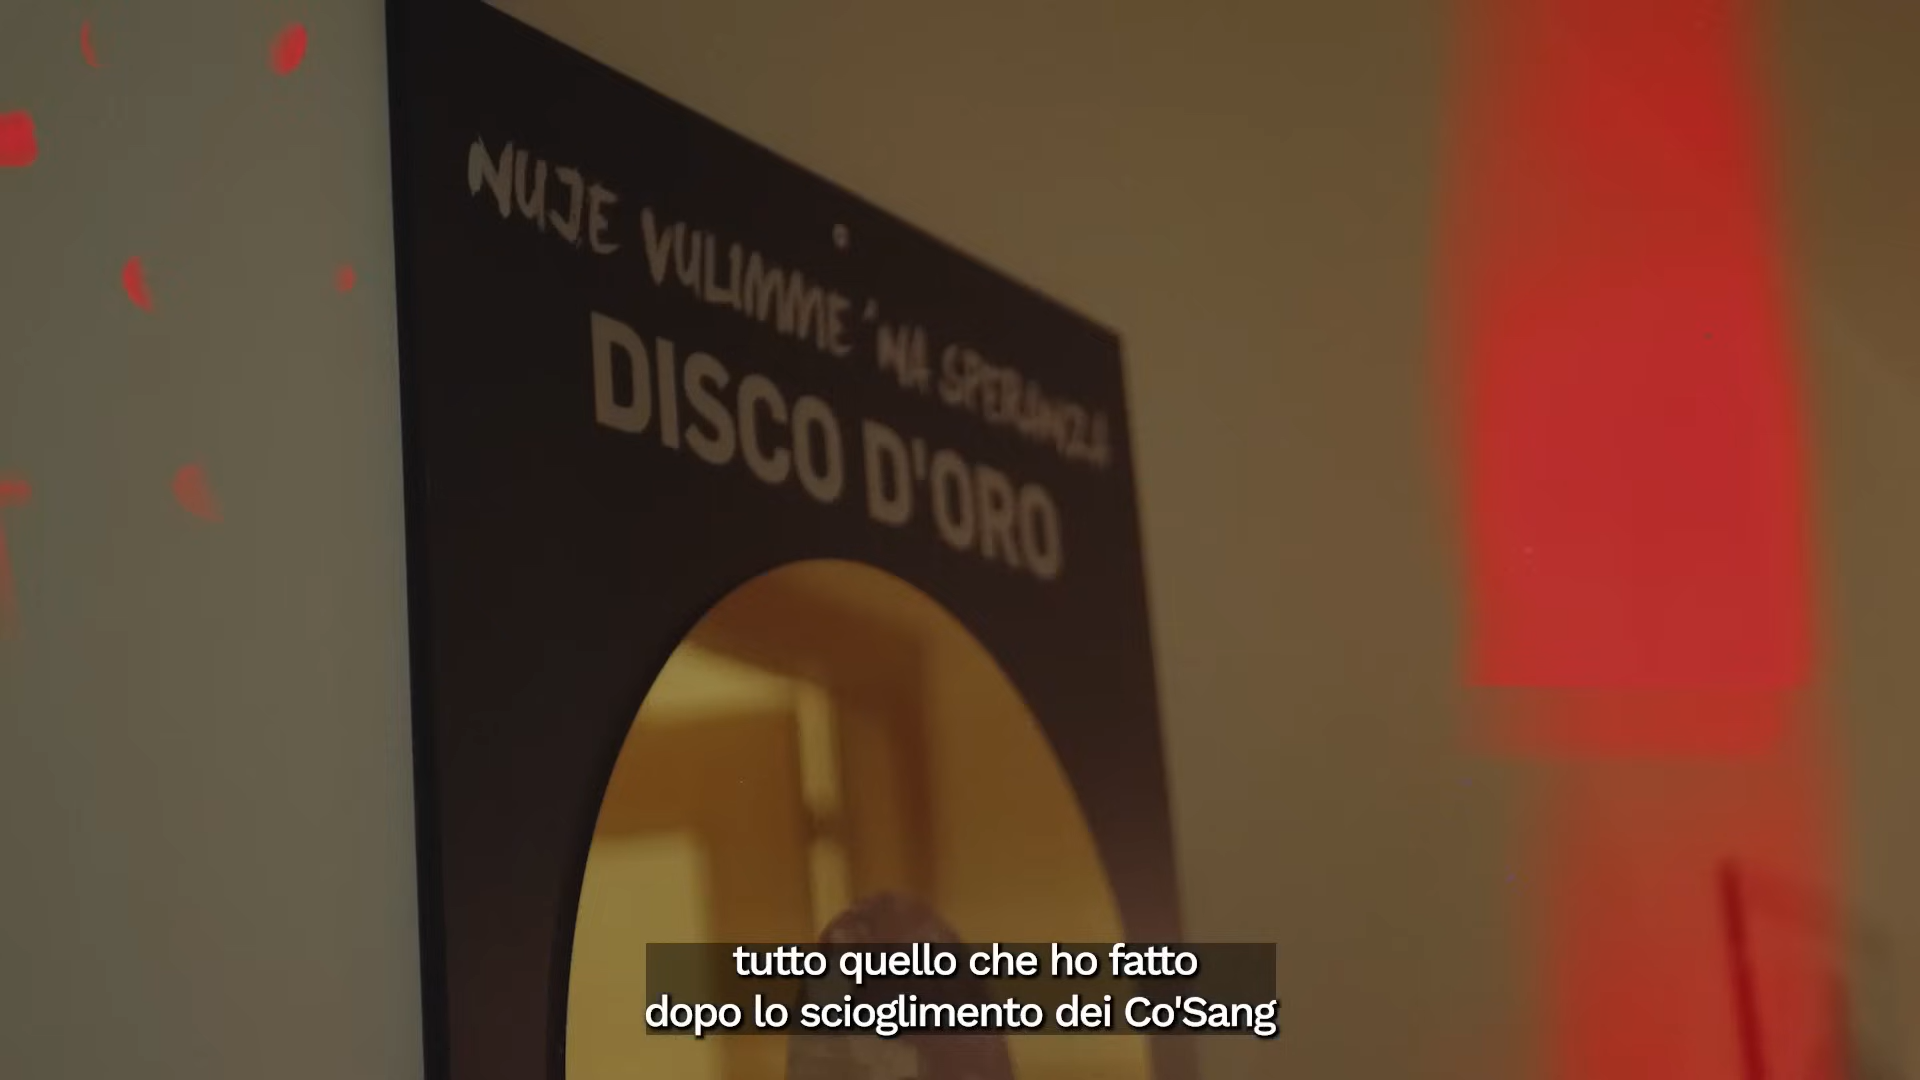 NUJE VULIMME 'NA SPERANZA
DISCO D'ORO
tutto quello che ho fatto
dopo lo scioglimento dei Co'Sang